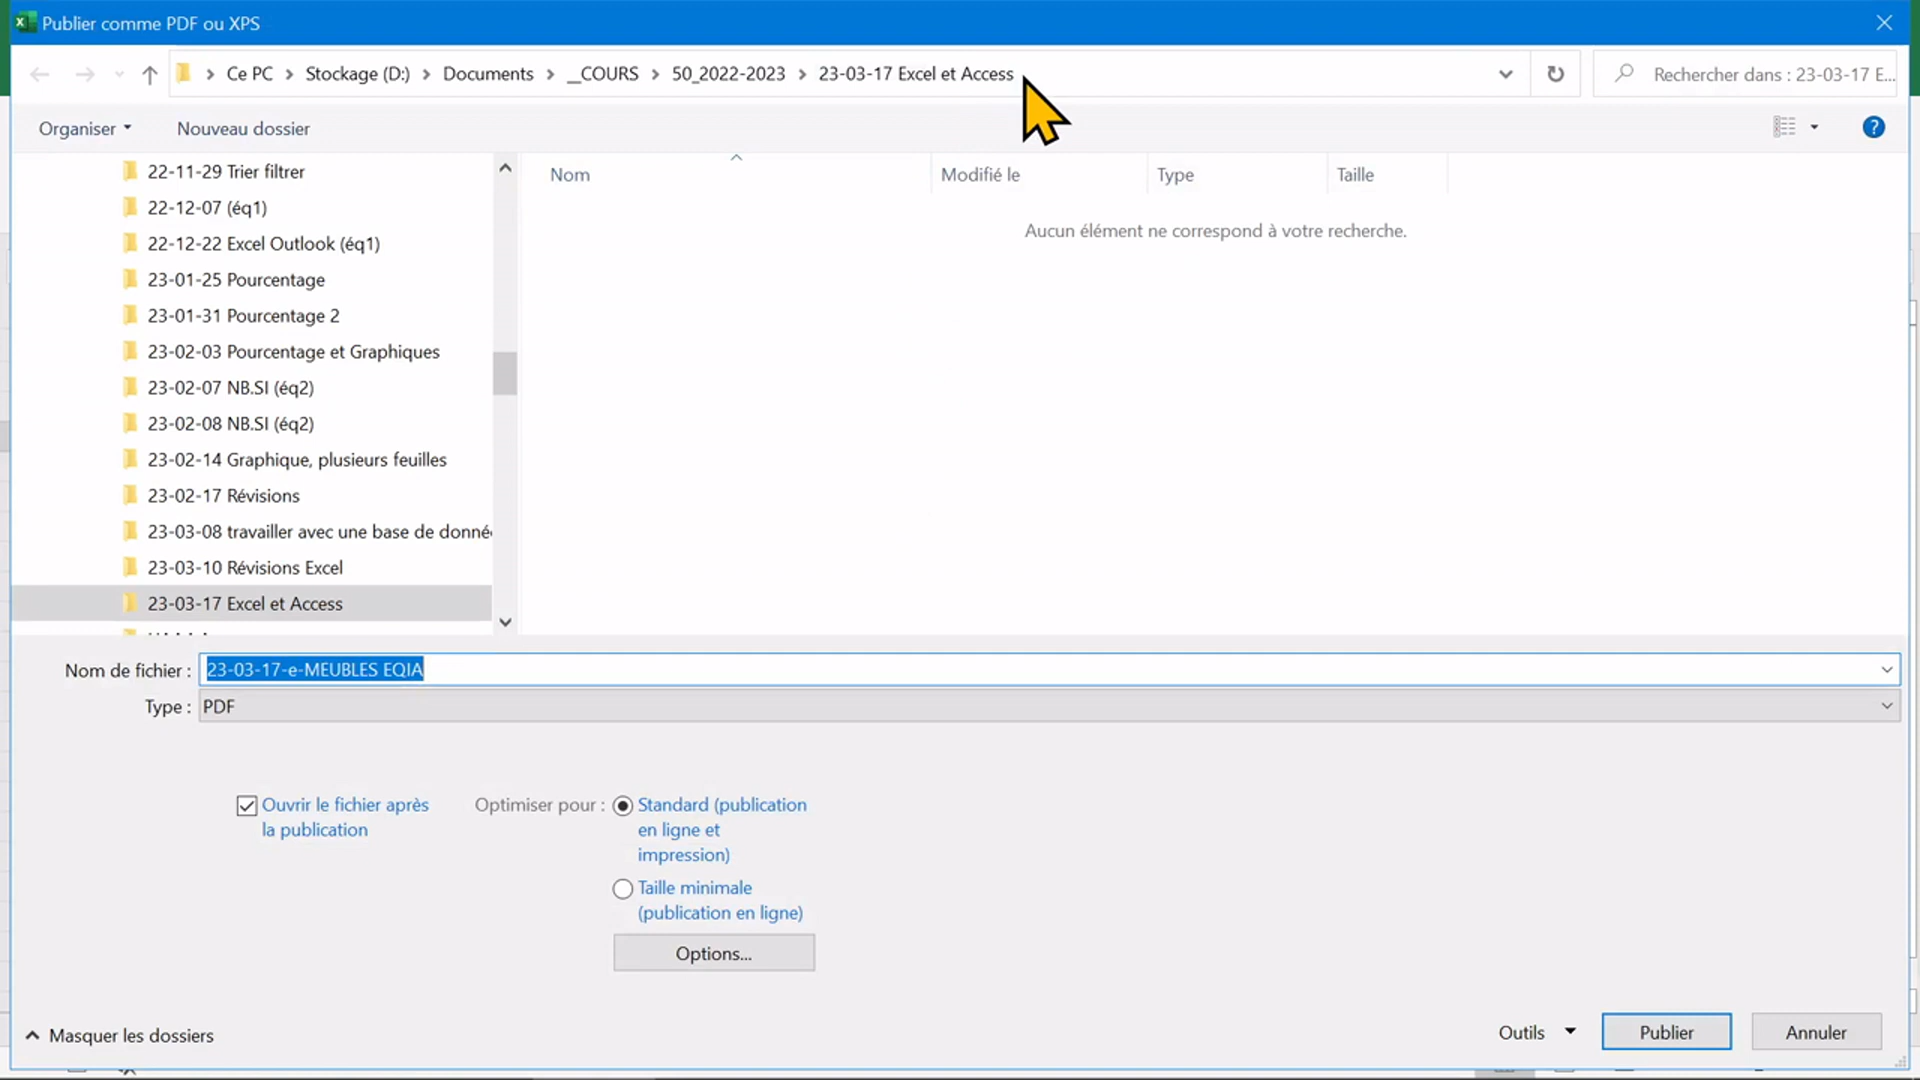 Publier comme PDF ou XPS
Ce PC > Stockage (D:) > Documents > __COURS > 50_2022-2023 > 23-03-17 Excel et Access
Rechercher dans : 23-03-17 E...
Organiser
Nouveau dossier
?
22-11-29 Trier filtrer
22-12-07 (éq1)
22-12-22 Excel Outlook (éq1)
23-01-25 Pourcentage
23-01-31 Pourcentage 2
23-02-03 Pourcentage et Graphiques
23-02-07 NB.SI (éq2)
23-02-08 NB.SI (éq2)
23-02-14 Graphique, plusieurs feuilles
23-02-17 Révisions
23-03-08 travailler avec une base de donné
23-03-10 Révisions Excel
23-03-17 Excel et Access
Nom
Modifié le
Type
Taille
Aucun élément ne correspond à votre recherche.
Nom de fichier :
23-03-17-e-MEUBLES EQIA
Type :
PDF
Ouvrir le fichier après
la publication
Optimiser pour :
Standard (publication
en ligne et
impression)
Taille minimale
(publication en ligne)
Options...
Masquer les dossiers
Outils
Publier
Annuler